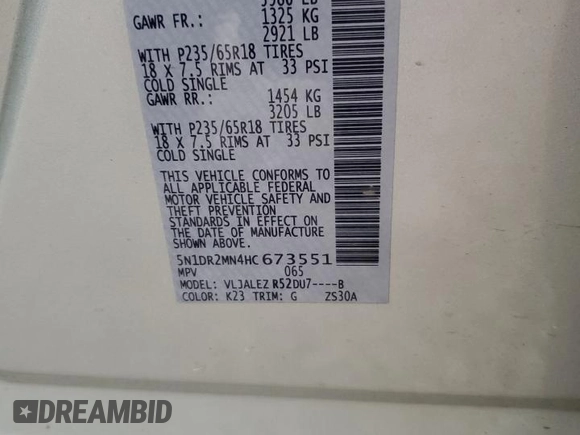 GAWR FR.: 1325 KG
2921 LB
WITH P235/65R18 TIRES
18 X 7.5 RIMS AT 33 PSI
COLD SINGLE
GAWR RR.: 1454 KG
3205 LB
WITH P235/65R18 TIRES
18 X 7.5 RIMS AT 33 PSI
COLD SINGLE
THIS VEHICLE CONFORMS TO
ALL APPLICABLE FEDERAL
MOTOR VEHICLE SAFETY AND
THEFT PREVENTION
STANDARDS IN EFFECT ON
THE DATE OF MANUFACTURE
SHOWN ABOVE.
5N1DR2MN4HC673551
MPV 065
MODEL: VLJALEZ R52DU7----B
COLOR: K23 TRIM: G ZS30A
DREAMBID